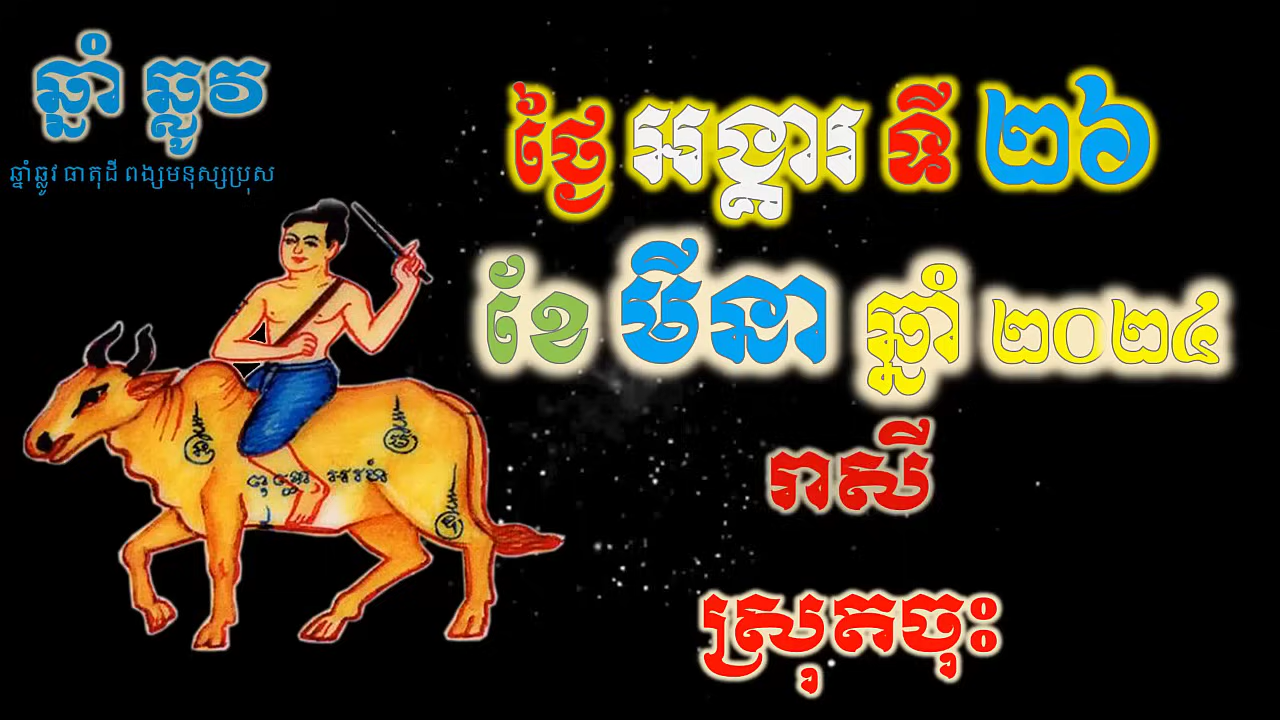 ឆ្នាំ ឆ្លូវ
ឆ្នាំឆ្លូវ ធាតុដី ពង្សមនុស្សប្រុស
ថ្ងៃ អង្គារ ទី ២៦
ខែ មីនា ឆ្នាំ ២០២៤
រាសី
ស្រុតចុះ